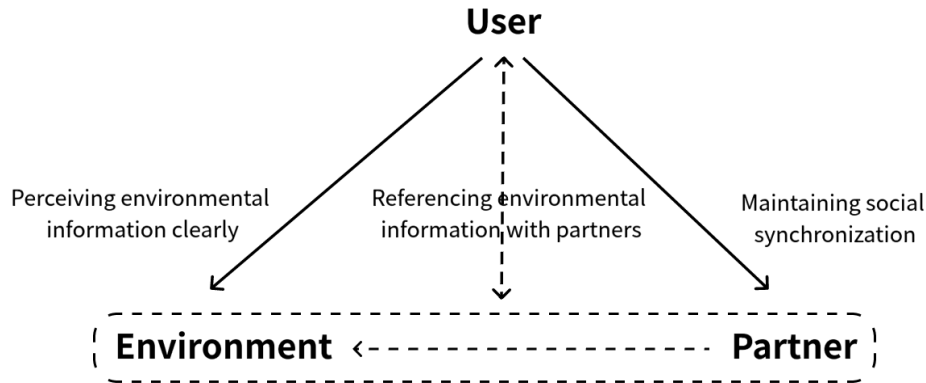 User
Perceiving environmental
information clearly
Referencing environmental
information with partners
Maintaining social
synchronization
Environment
Partner